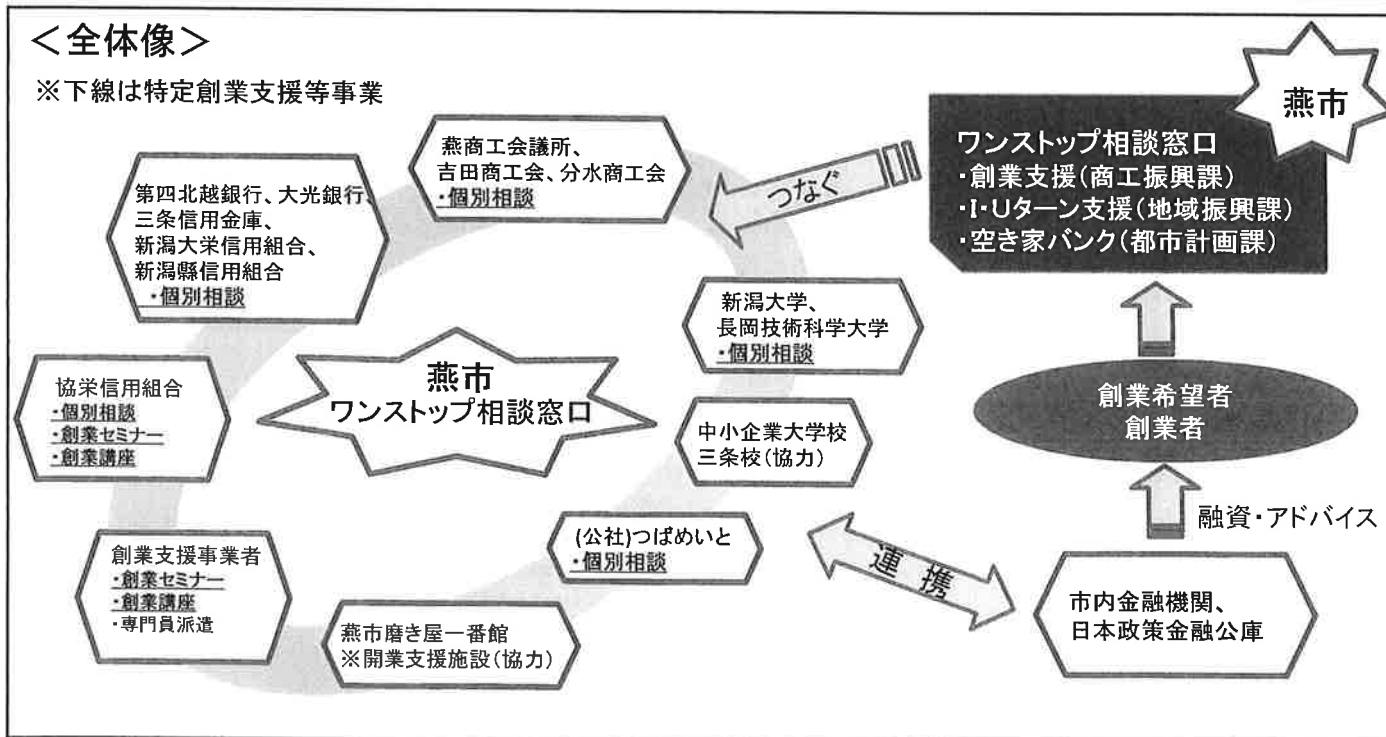 <全体像>
※下線は特定創業支援等事業
燕市
ワンストップ相談窓口
・創業支援(商工振興課)
・I・Uターン支援(地域振興課)
・空き家バンク(都市計画課)
つなぐ
燕商工会議所、
吉田商工会、分水商工会
・個別相談
第四北越銀行、大光銀行、
三条信用金庫、
新潟大栄信用組合、
新潟縣信用組合
・個別相談
新潟大学、
長岡技術科学大学
・個別相談
燕市
ワンストップ相談窓口
協栄信用組合
・個別相談
・創業セミナー
・創業講座
中小企業大学校
三条校(協力)
創業希望者
創業者
融資・アドバイス
(公社)つばめいと
・個別相談
連携
創業支援事業者
・創業セミナー
・創業講座
・専門員派遣
燕市磨き屋一番館
※開業支援施設(協力)
市内金融機関、
日本政策金融公庫